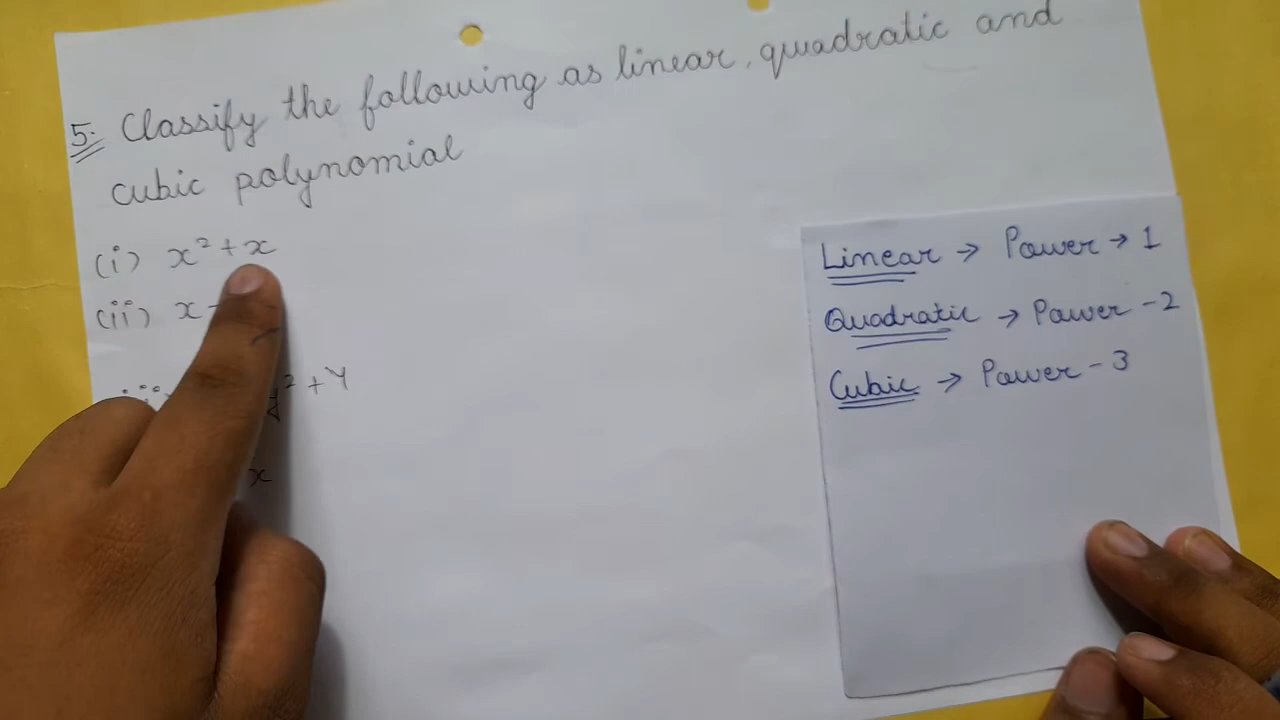 5. Classify the following as linear, quadratic and
cubic polynomial
(i) x² + x
(ii) x -
y² + y
x
Linear → Power → 1
Quadratic → Power - 2
Cubic → Power - 3